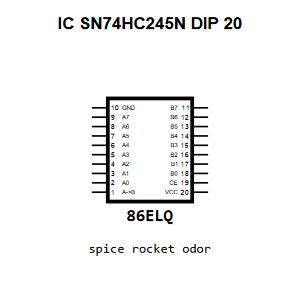 IC SN74HC245N DIP 20
10 GND B7 11
9 A7 B6 12
8 A6 B5 13
7 A5 B4 14
6 A4 B3 15
5 A3 B2 16
4 A2 B1 17
3 A1 B0 18
2 A0 CE 19
1 A->B VCC 20
86ELQ
spice rocket odor